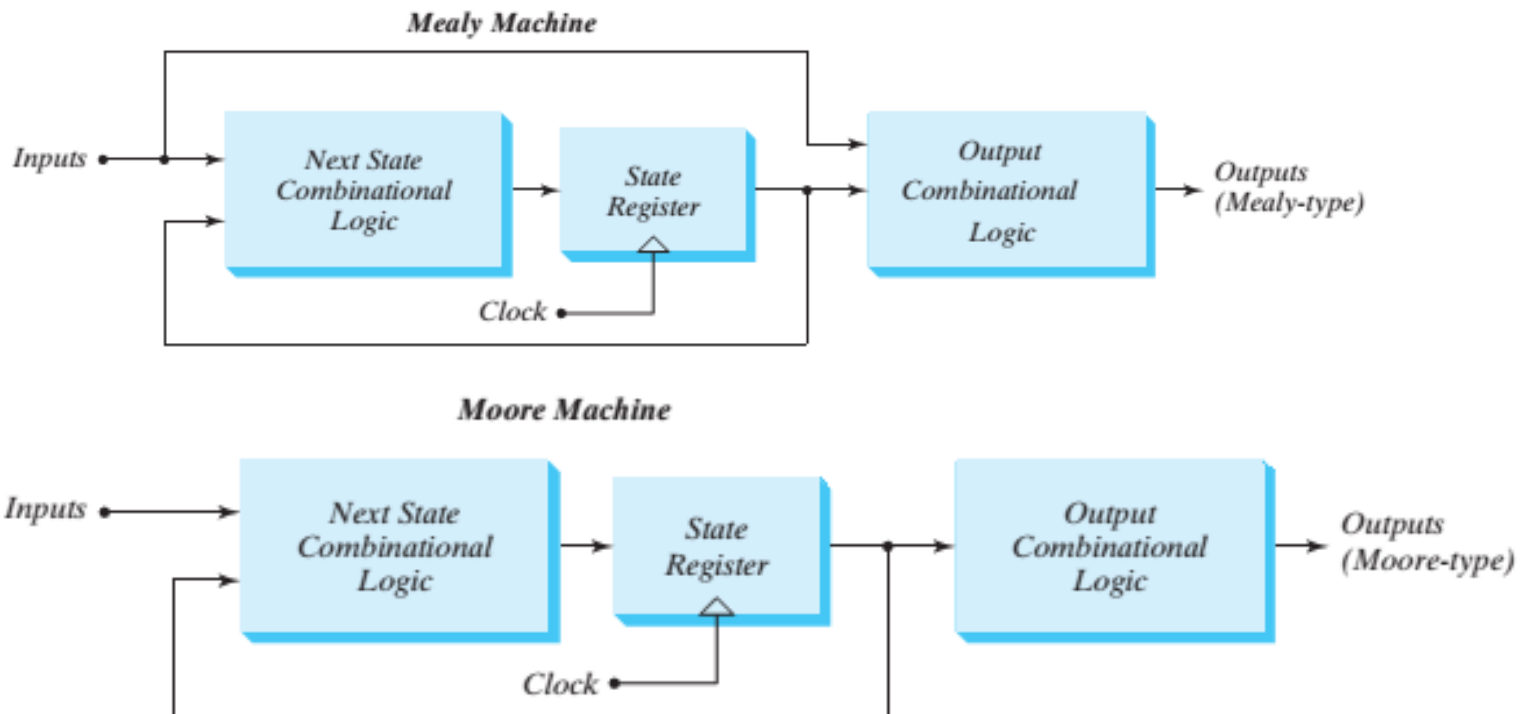 Mealy Machine
Inputs
Next State
Combinational
Logic
State
Register
Clock
Output
Combinational
Logic
Outputs
(Mealy-type)
Moore Machine
Inputs
Next State
Combinational
Logic
State
Register
Clock
Output
Combinational
Logic
Outputs
(Moore-type)